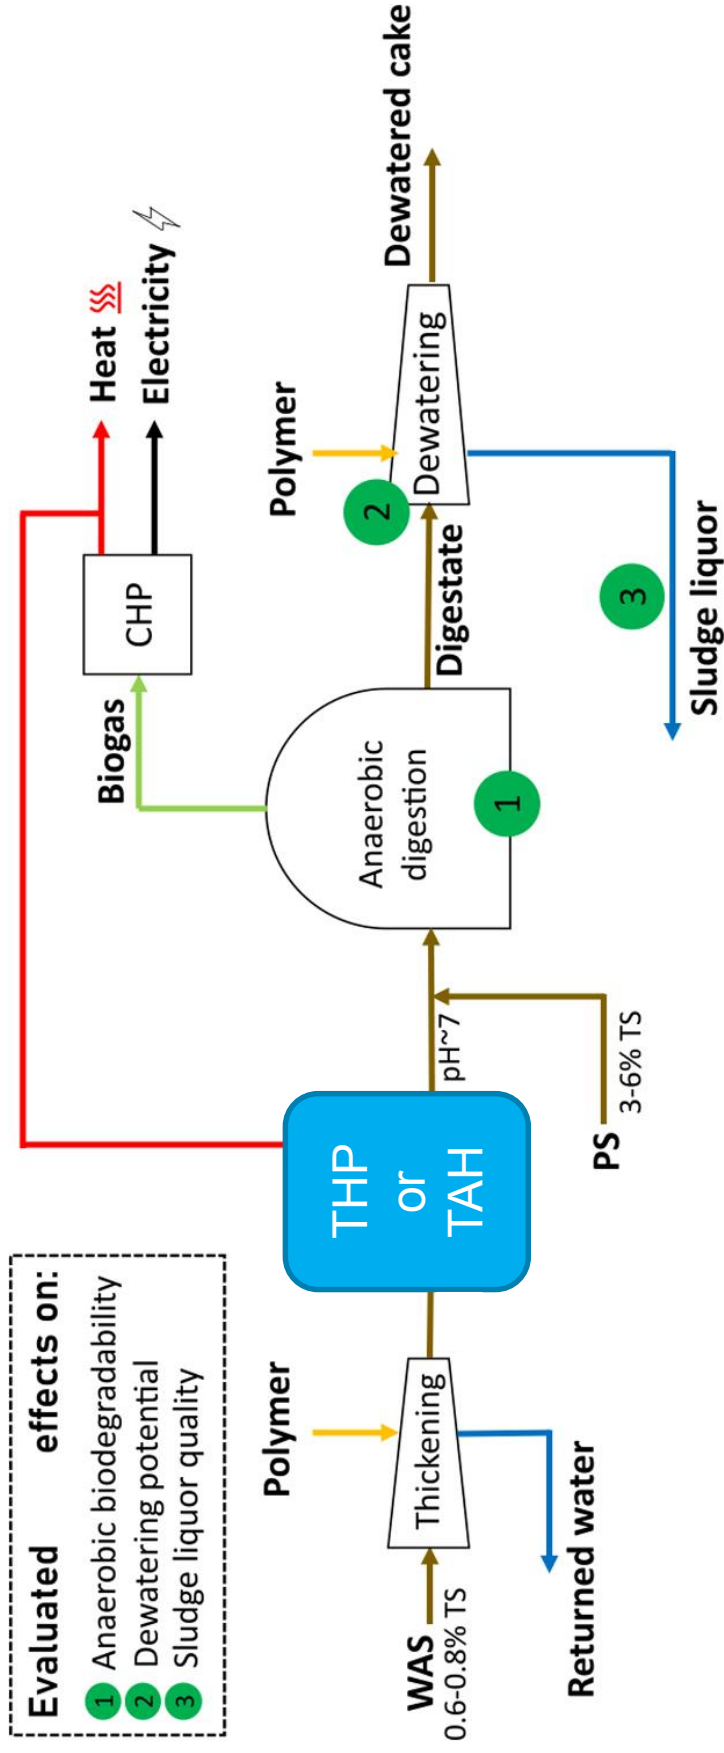 Evaluated effects on:
1 Anaerobic biodegradability
2 Dewatering potential
3 Sludge liquor quality
WAS
0.6-0.8% TS
Polymer
Thickening
Returned water
THP
or
TAH
pH~7
PS
3-6% TS
Anaerobic
digestion
1
Biogas
CHP
Heat
Electricity
Digestate
Polymer
2
Dewatering
Dewatered cake
3
Sludge liquor